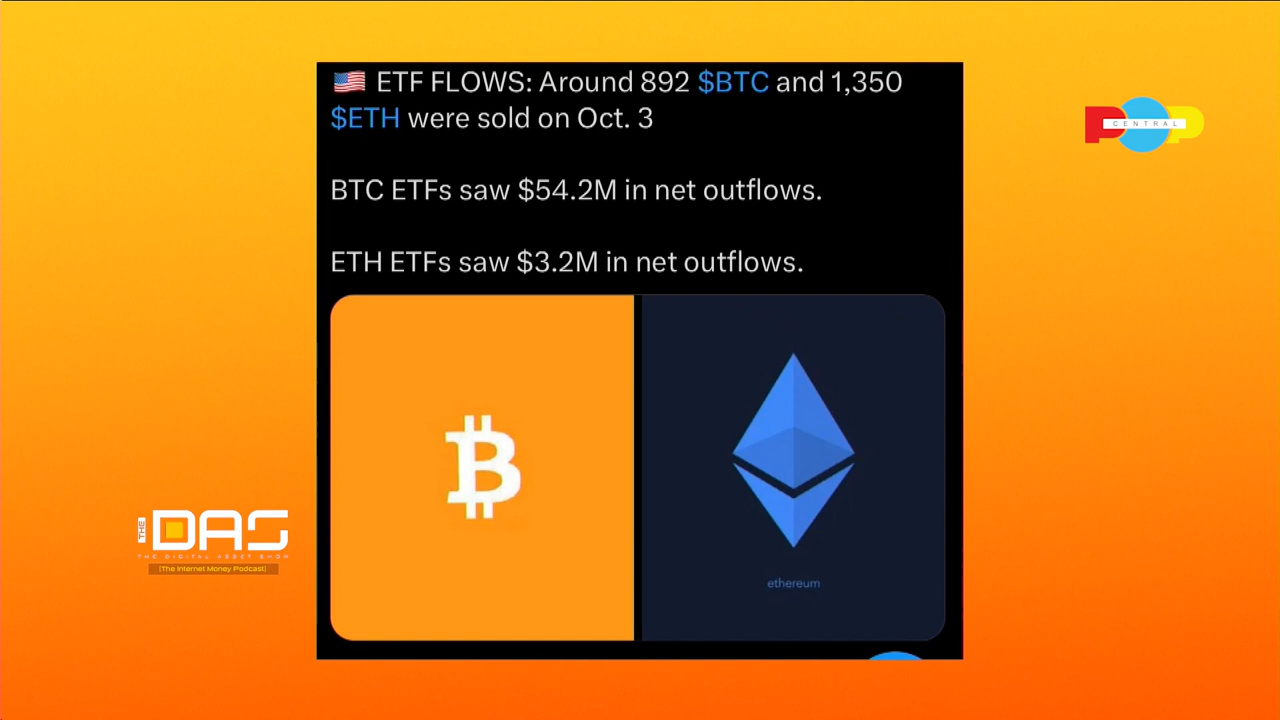 🇺🇸 ETF FLOWS: Around 892 $BTC and 1,350
$ETH were sold on Oct. 3
BTC ETFs saw $54.2M in net outflows.
ETH ETFs saw $3.2M in net outflows.
ethereum
POP
CENTRAL
THE
DAS
THE DIGITAL ASSET SHOW
[The Internet Money Podcast]